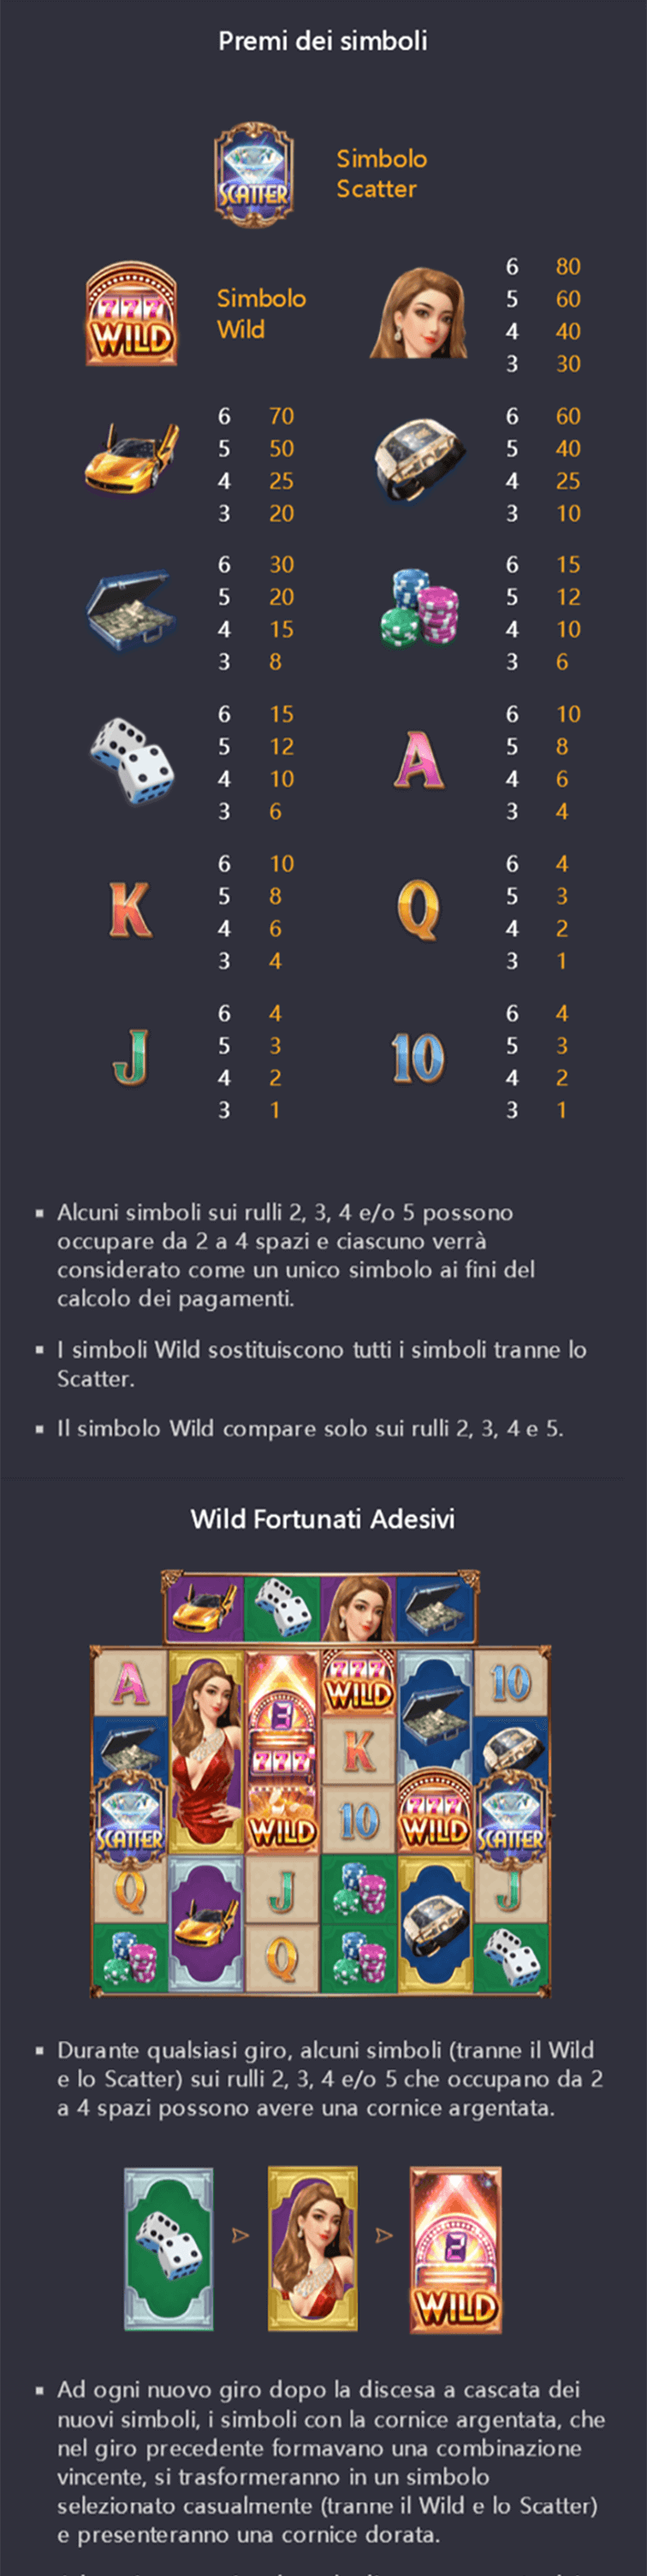 Premi dei simboli
SCATTER
Simbolo
Scatter
777
WILD
Simbolo
Wild
6 80
5 60
4 40
3 30
6 70
5 50
4 25
3 20
6 60
5 40
4 25
3 10
6 30
5 20
4 15
3 8
6 15
5 12
4 10
3 6
6 15
5 12
4 10
3 6
A
6 10
5 8
6 4
4 6
3 4
K
6 10
5 8
4 6
3 4
Q
6 4
5 3
4 2
3 1
J
6 4
5 3
4 2
3 1
10
6 4
5 3
4 2
3 1
▪ Alcuni simboli sui rulli 2, 3, 4 e/o 5 possono
occupare da 2 a 4 spazi e ciascuno verrà
considerato come un unico simbolo ai fini del
calcolo dei pagamenti.
▪ I simboli Wild sostituiscono tutti i simboli tranne lo
Scatter.
▪ Il simbolo Wild compare solo sui rulli 2, 3, 4 e 5.
Wild Fortunati Adesivi
A
777
WILD
10
3
777
K
SCATTER
WILD
10
777
WILD
SCATTER
Q
J
J
Q
▪ Durante qualsiasi giro, alcuni simboli (tranne il Wild
e lo Scatter) sui rulli 2, 3, 4 e/o 5 che occupano da 2
a 4 spazi possono avere una cornice argentata.
2
WILD
▪ Ad ogni nuovo giro dopo la discesa a cascata dei
nuovi simboli, i simboli con la cornice argentata, che
nel giro precedente formavano una combinazione
vincente, si trasformeranno in un simbolo
selezionato casualmente (tranne il Wild e lo Scatter)
e presenteranno una cornice dorata.